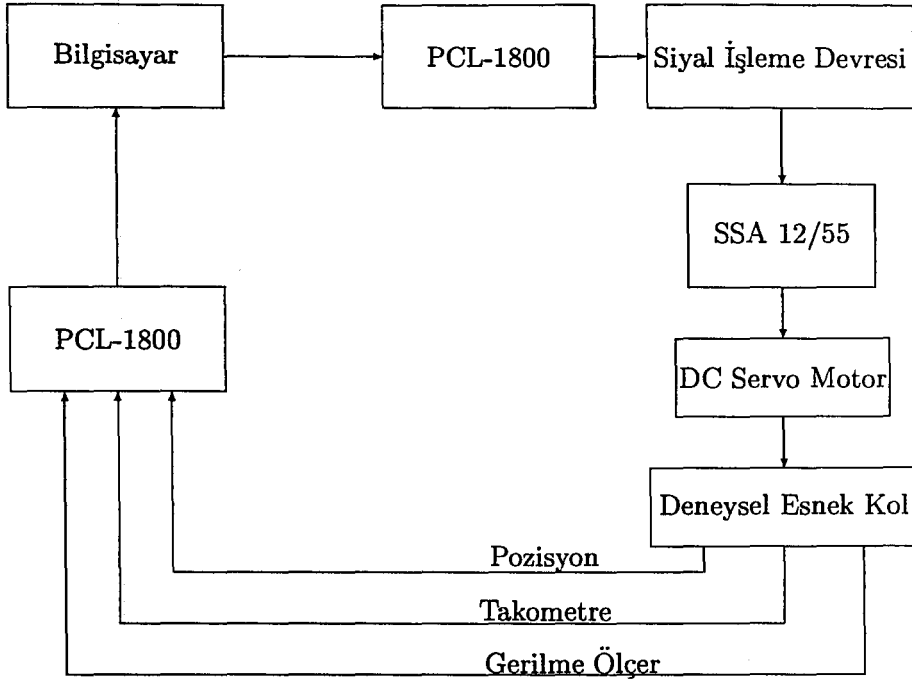 Bilgisayar
PCL-1800
Siyal İşleme Devresi
SSA 12/55
PCL-1800
DC Servo Motor
Deneysel Esnek Kol
Pozisyon
Takometre
Gerilme Ölçer